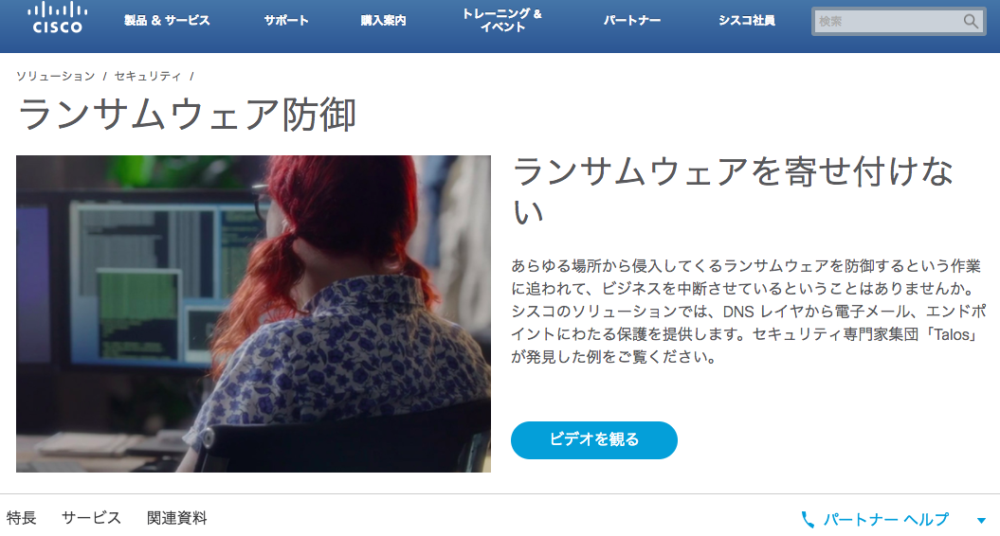 CISCO
製品 & サービス
サポート
購入案内
トレーニング &
イベント
パートナー
シスコ社員
検索
ソリューション / セキュリティ /
ランサムウェア防御
ランサムウェアを寄せ付けな
い
あらゆる場所から侵入してくるランサムウェアを防御するという作業
に追われて、ビジネスを中断させているということはありませんか。
シスコのソリューションでは、DNS レイヤから電子メール、エンドポ
イントにわたる保護を提供します。セキュリティ専門家集団「Talos」
が発見した例をご覧ください。
ビデオを観る
特長
サービス
関連資料
パートナー ヘルプ